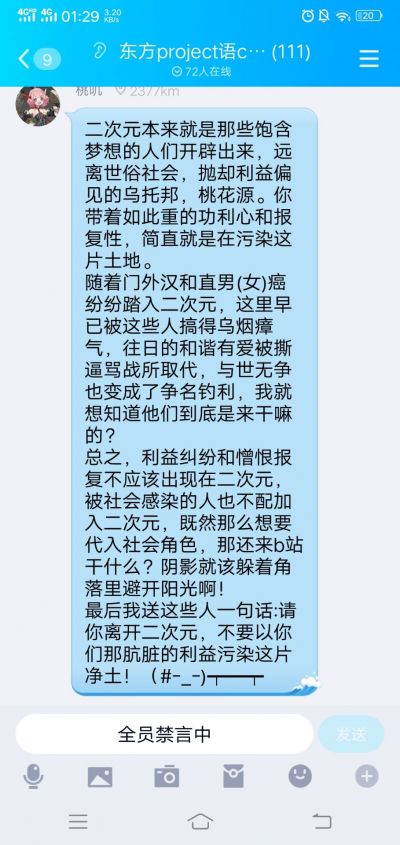 4GHD 4G 01:29 3.20 KB/s 20
9 东方project语c… (111)
72人在线
桃叽 2377km
二次元本来就是那些饱含
梦想的人们开辟出来，远
离世俗社会，抛却利益偏
见的乌托邦，桃花源。你
带着如此重的功利心和报
复性，简直就是在污染这
片土地。
随着门外汉和直男(女)癌
纷纷踏入二次元，这里早
已被这些人搞得乌烟瘴
气，往日的和谐有爱被撕
逼骂战所取代，与世无争
也变成了争名钓利，我就
想知道他们到底是来干嘛
的？
总之，利益纠纷和憎恨报
复不应该出现在二次元，
被社会感染的人也不配加
入二次元，既然那么想要
代入社会角色，那还来b站
干什么？阴影就该躲着角
落里避开阳光啊！
最后我送这些人一句话:请
你离开二次元，不要以你
们那肮脏的利益污染这片
净土！（#-_-)┯━┯
全员禁言中 发送